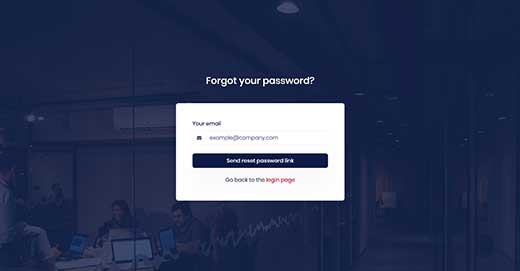 Forgot your password?
Your email
example@company.com
Send reset password link
Go back to the login page